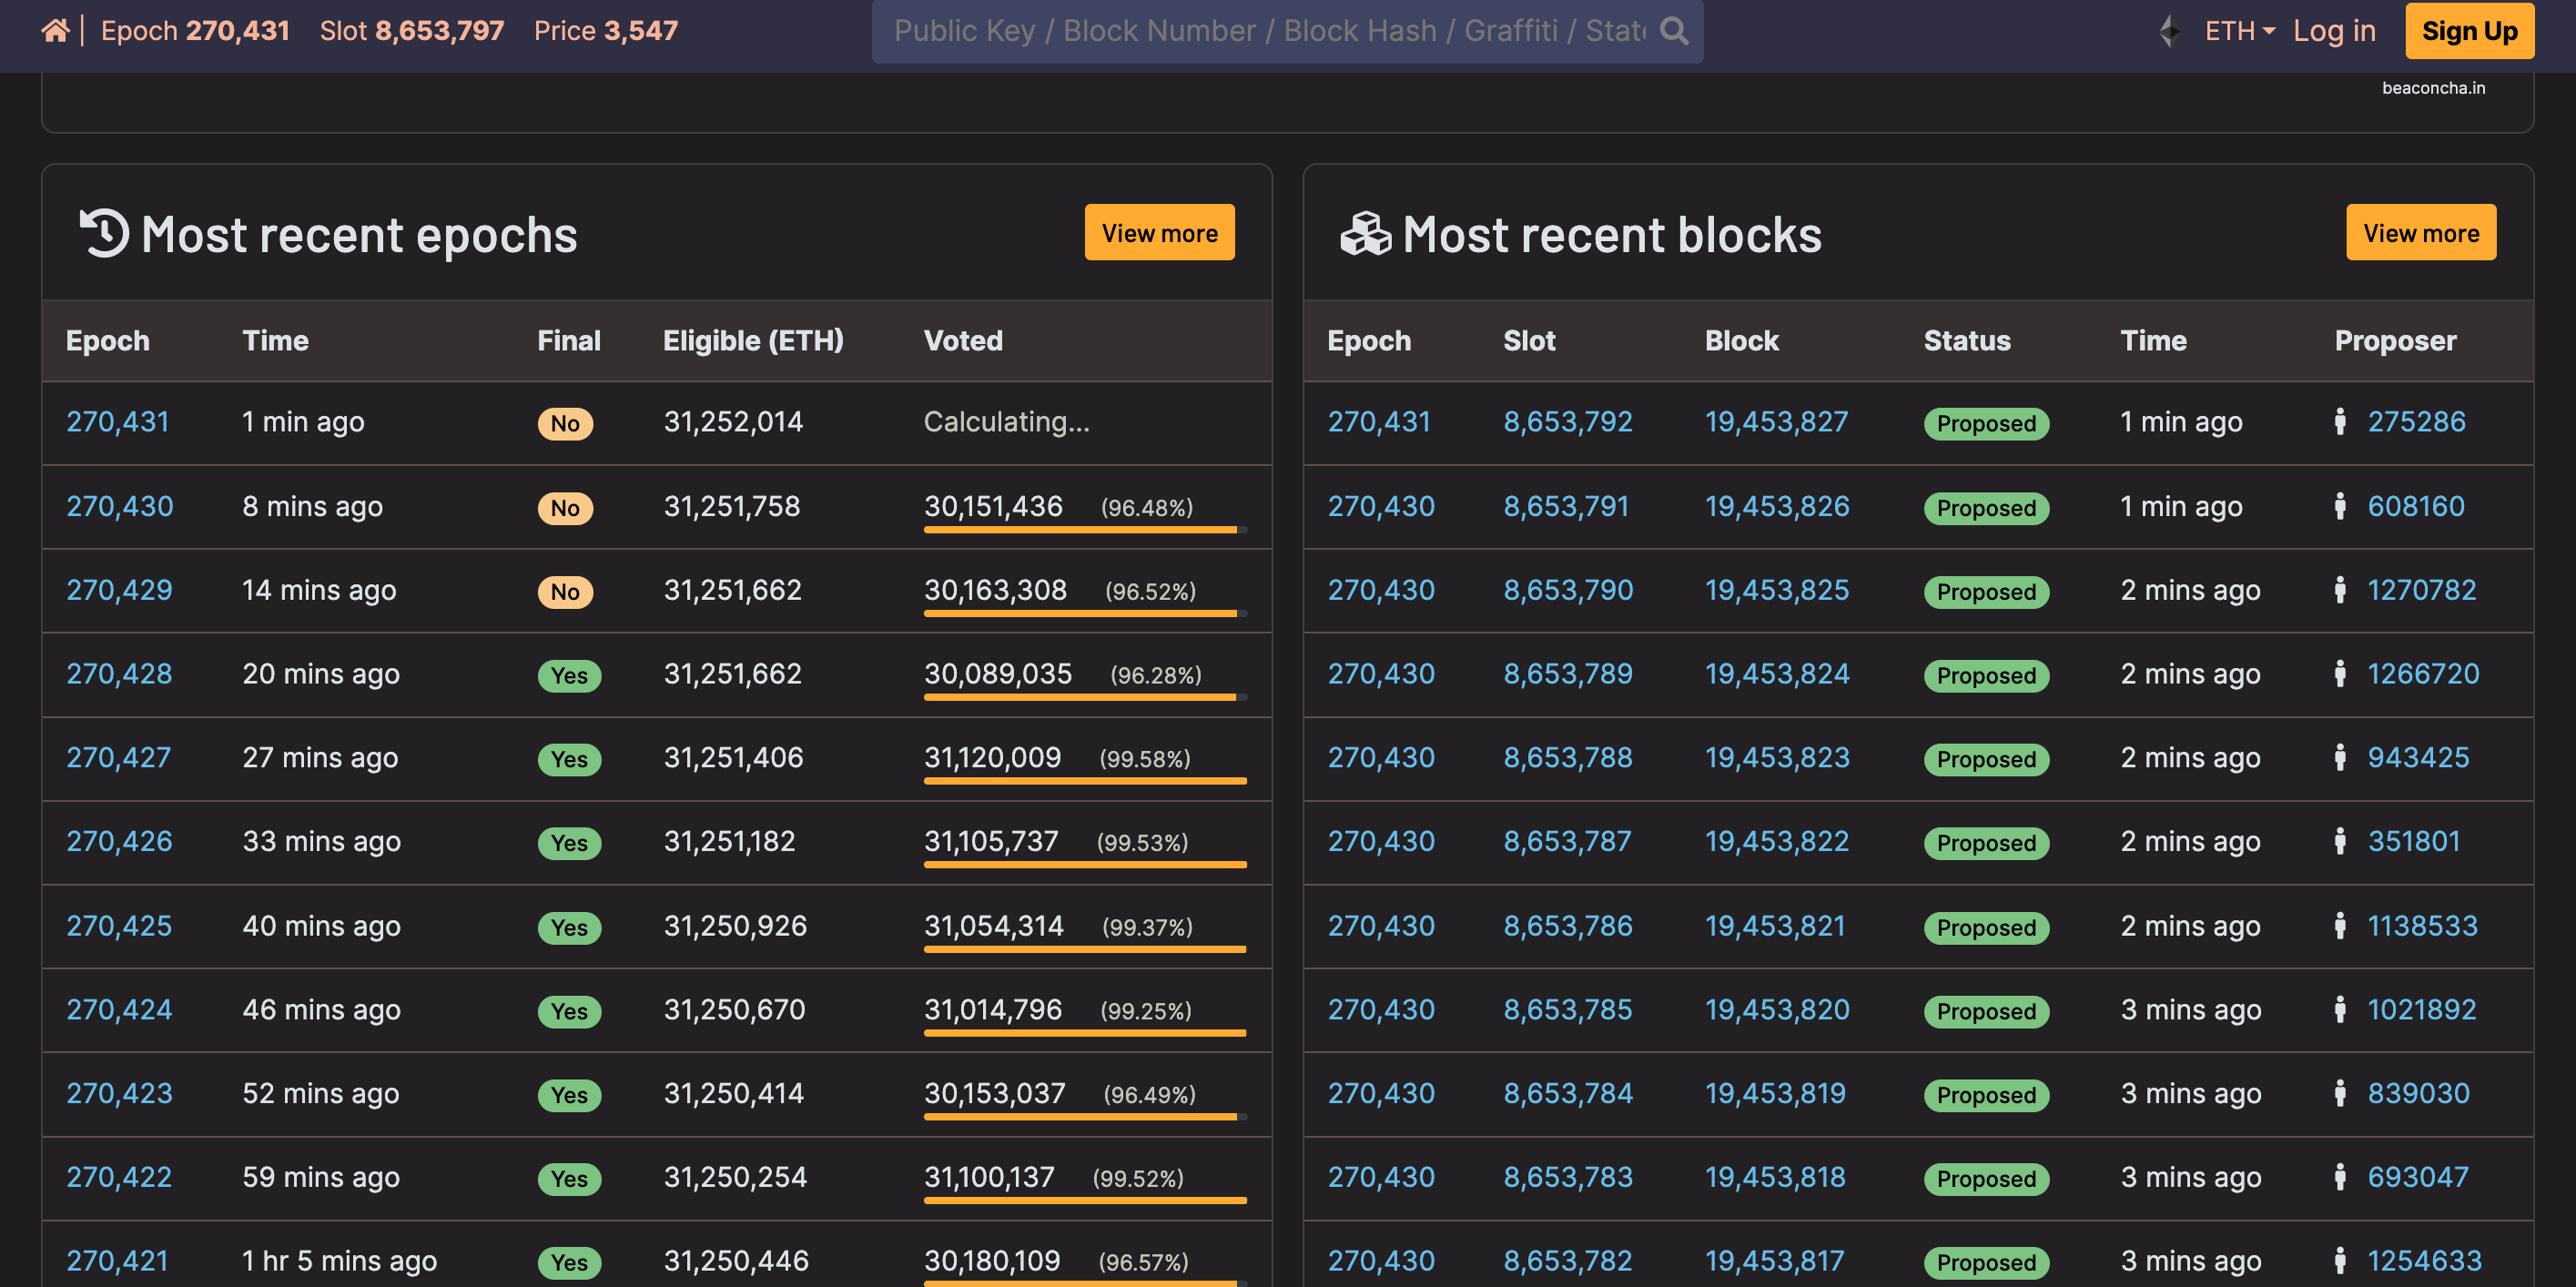 Epoch 270,431 Slot 8,653,797 Price 3,547 Public Key / Block Number / Block Hash / Graffiti / State ETH Log in Sign Up
beaconcha.in
Most recent epochs View more
Epoch Time Final Eligible (ETH) Voted
270,431 1 min ago No 31,252,014 Calculating...
270,430 8 mins ago No 31,251,758 30,151,436 (96.48%)
270,429 14 mins ago No 31,251,662 30,163,308 (96.52%)
270,428 20 mins ago Yes 31,251,662 30,089,035 (96.28%)
270,427 27 mins ago Yes 31,251,406 31,120,009 (99.58%)
270,426 33 mins ago Yes 31,251,182 31,105,737 (99.53%)
270,425 40 mins ago Yes 31,250,926 31,054,314 (99.37%)
270,424 46 mins ago Yes 31,250,670 31,014,796 (99.25%)
270,423 52 mins ago Yes 31,250,414 30,153,037 (96.49%)
270,422 59 mins ago Yes 31,250,254 31,100,137 (99.52%)
270,421 1 hr 5 mins ago Yes 31,250,446 30,180,109 (96.57%)
Most recent blocks View more
Epoch Slot Block Status Time Proposer
270,431 8,653,792 19,453,827 Proposed 1 min ago 275286
270,430 8,653,791 19,453,826 Proposed 1 min ago 608160
270,430 8,653,790 19,453,825 Proposed 2 mins ago 1270782
270,430 8,653,789 19,453,824 Proposed 2 mins ago 1266720
270,430 8,653,788 19,453,823 Proposed 2 mins ago 943425
270,430 8,653,787 19,453,822 Proposed 2 mins ago 351801
270,430 8,653,786 19,453,821 Proposed 2 mins ago 1138533
270,430 8,653,785 19,453,820 Proposed 3 mins ago 1021892
270,430 8,653,784 19,453,819 Proposed 3 mins ago 839030
270,430 8,653,783 19,453,818 Proposed 3 mins ago 693047
270,430 8,653,782 19,453,817 Proposed 3 mins ago 1254633